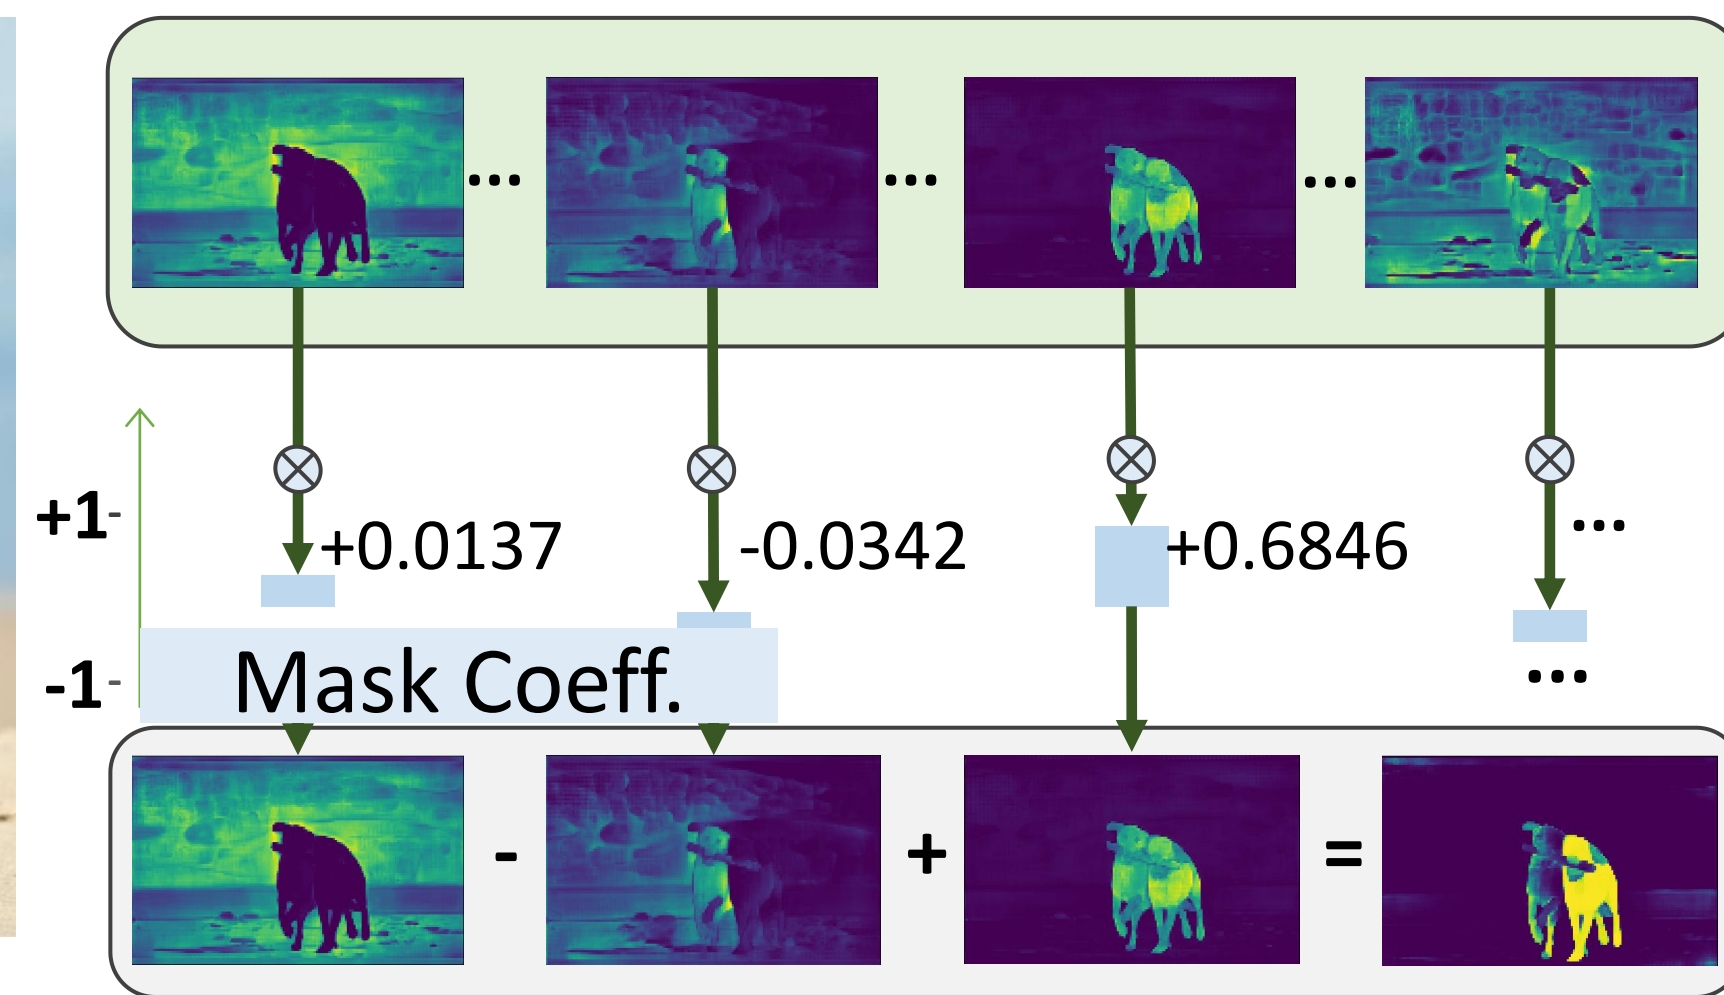 ... ... ...
+1-
+0.0137 -0.0342 +0.6846 ...
-1-
Mask Coeff. ...
- + =